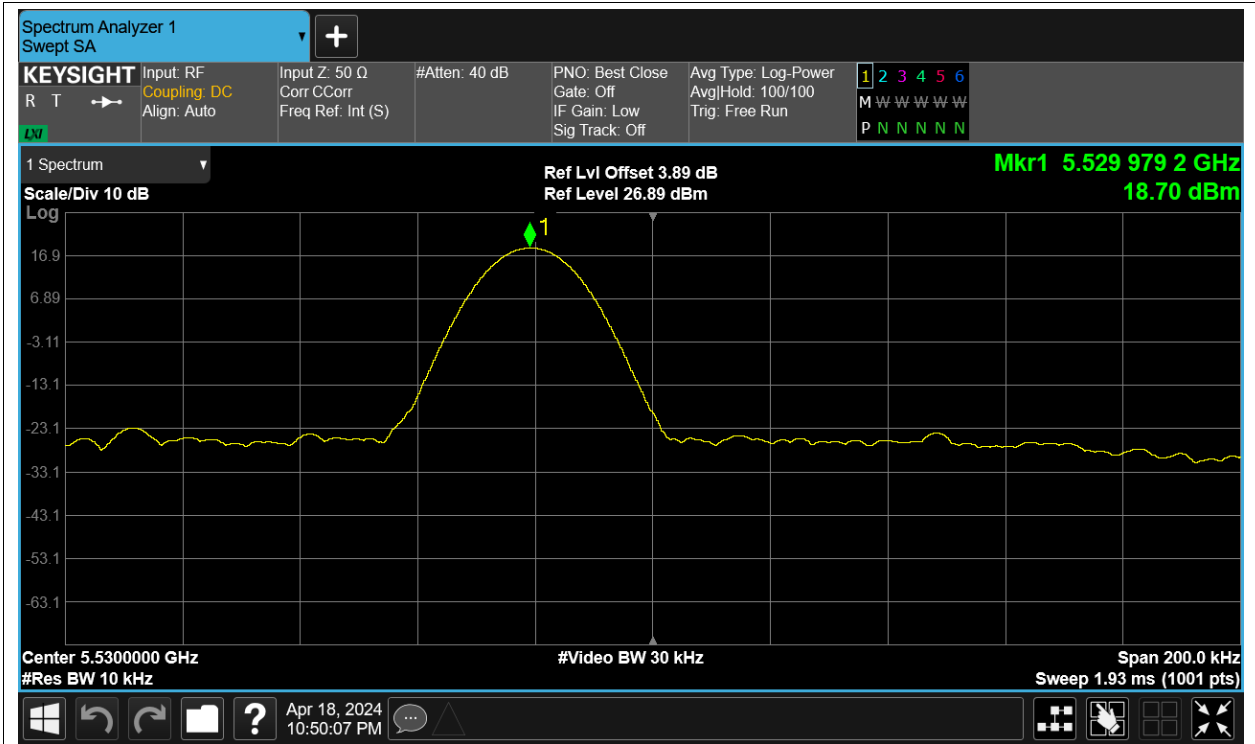 Spectrum Analyzer 1
Swept SA
KEYSIGHT
R T
LXI
Input: RF
Coupling: DC
Align: Auto
Input Z: 50 Ω
Corr CCorr
Freq Ref: Int (S)
#Atten: 40 dB
PNO: Best Close
Gate: Off
IF Gain: Low
Sig Track: Off
Avg Type: Log-Power
Avg|Hold: 100/100
Trig: Free Run
1 2 3 4 5 6
M W W W W W W
P N N N N N
1 Spectrum
Scale/Div 10 dB
Log
Ref Lvl Offset 3.89 dB
Ref Level 26.89 dBm
Mkr1 5.529 979 2 GHz
18.70 dBm
1
16.9
6.89
-3.11
-13.1
-23.1
-33.1
-43.1
-53.1
-63.1
Center 5.5300000 GHz
#Res BW 10 kHz
#Video BW 30 kHz
Span 200.0 kHz
Sweep 1.93 ms (1001 pts)
?
Apr 18, 2024
10:50:07 PM